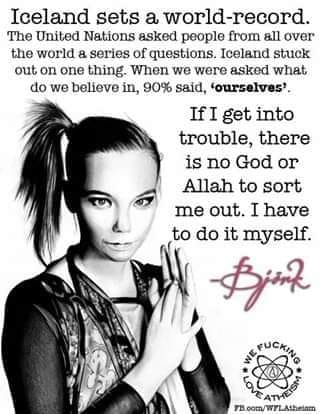 Iceland sets a world-record.
The United Nations asked people from all over
the world a series of questions. Iceland stuck
out on one thing. When we were asked what
do we believe in, 90% said, 'ourselves'.
If I get into
trouble, there
is no God or
Allah to sort
me out. I have
to do it myself.
-Björk
WE FUCKING
LOVE ATHEISM
FB.com/WFLAtheism